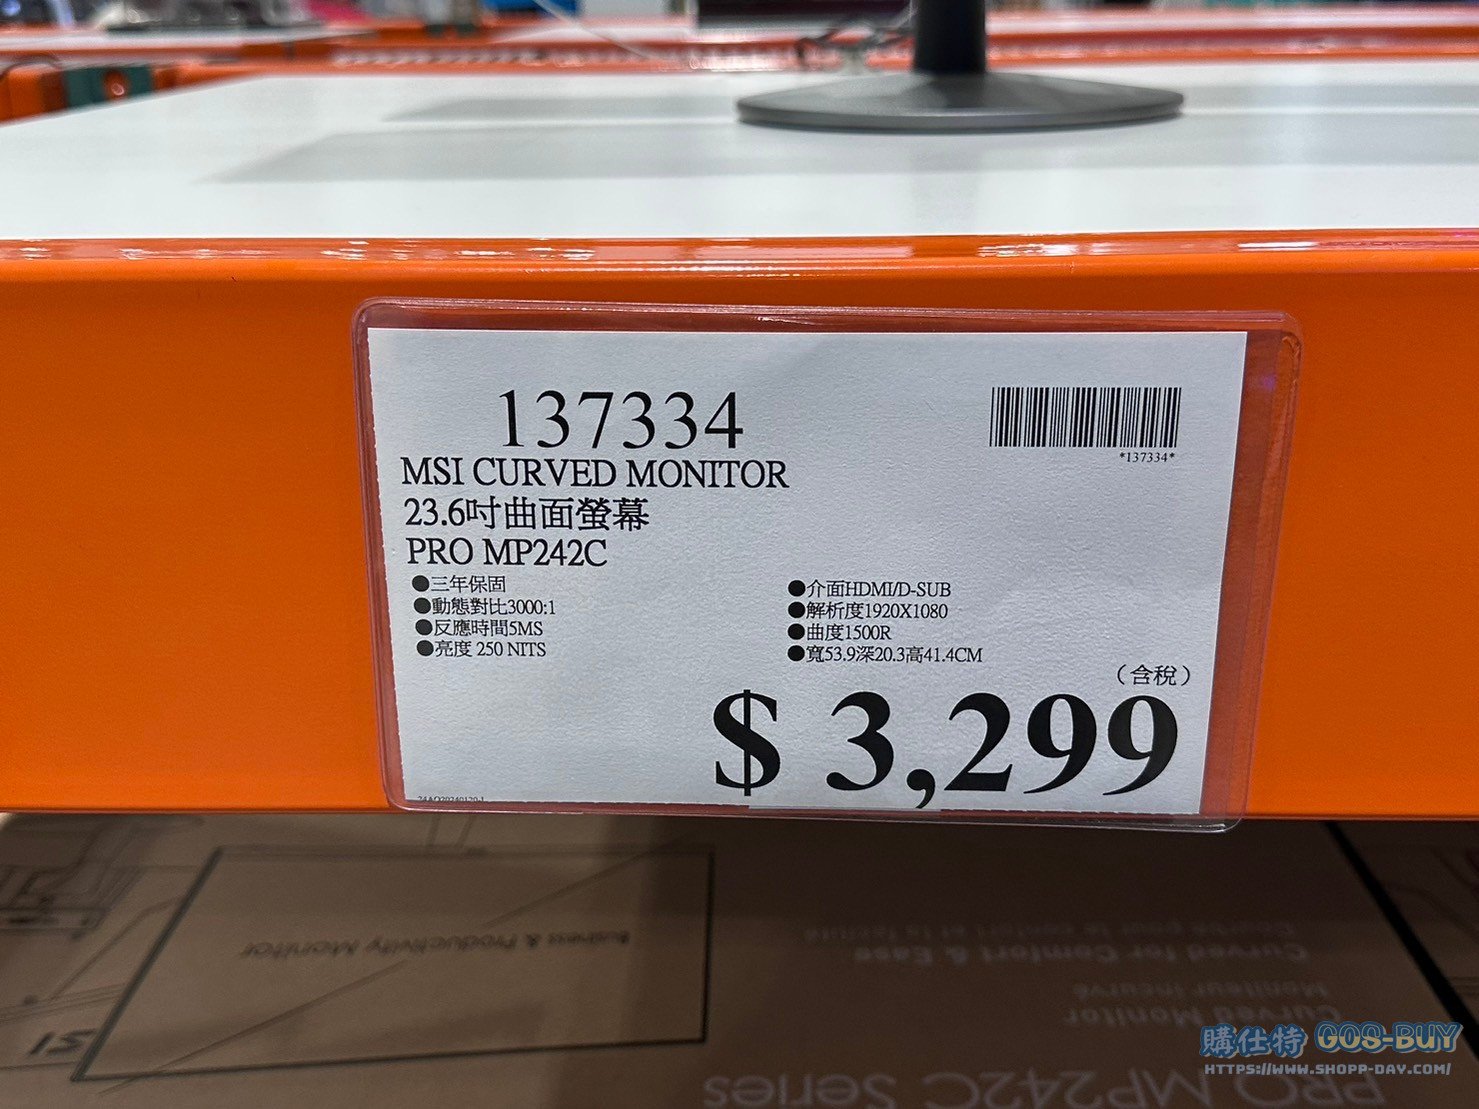 137334
*137334*
MSI CURVED MONITOR
23.6吋曲面螢幕
PRO MP242C
●三年保固
●動態對比3000:1
●反應時間5MS
●亮度 250 NITS
●介面HDMI/D-SUB
●解析度1920X1080
●曲度1500R
●寬53.9深20.3高41.4CM
（含稅）
$ 3,299
Business & Productivity Monitor
Curved for Comfort & Ease
Moniteur incurvé
Curved Monitor
PRO MP242C Series
購仕特 GOS-BUY
HTTPS://WWW.SHOPP-DAY.COM/